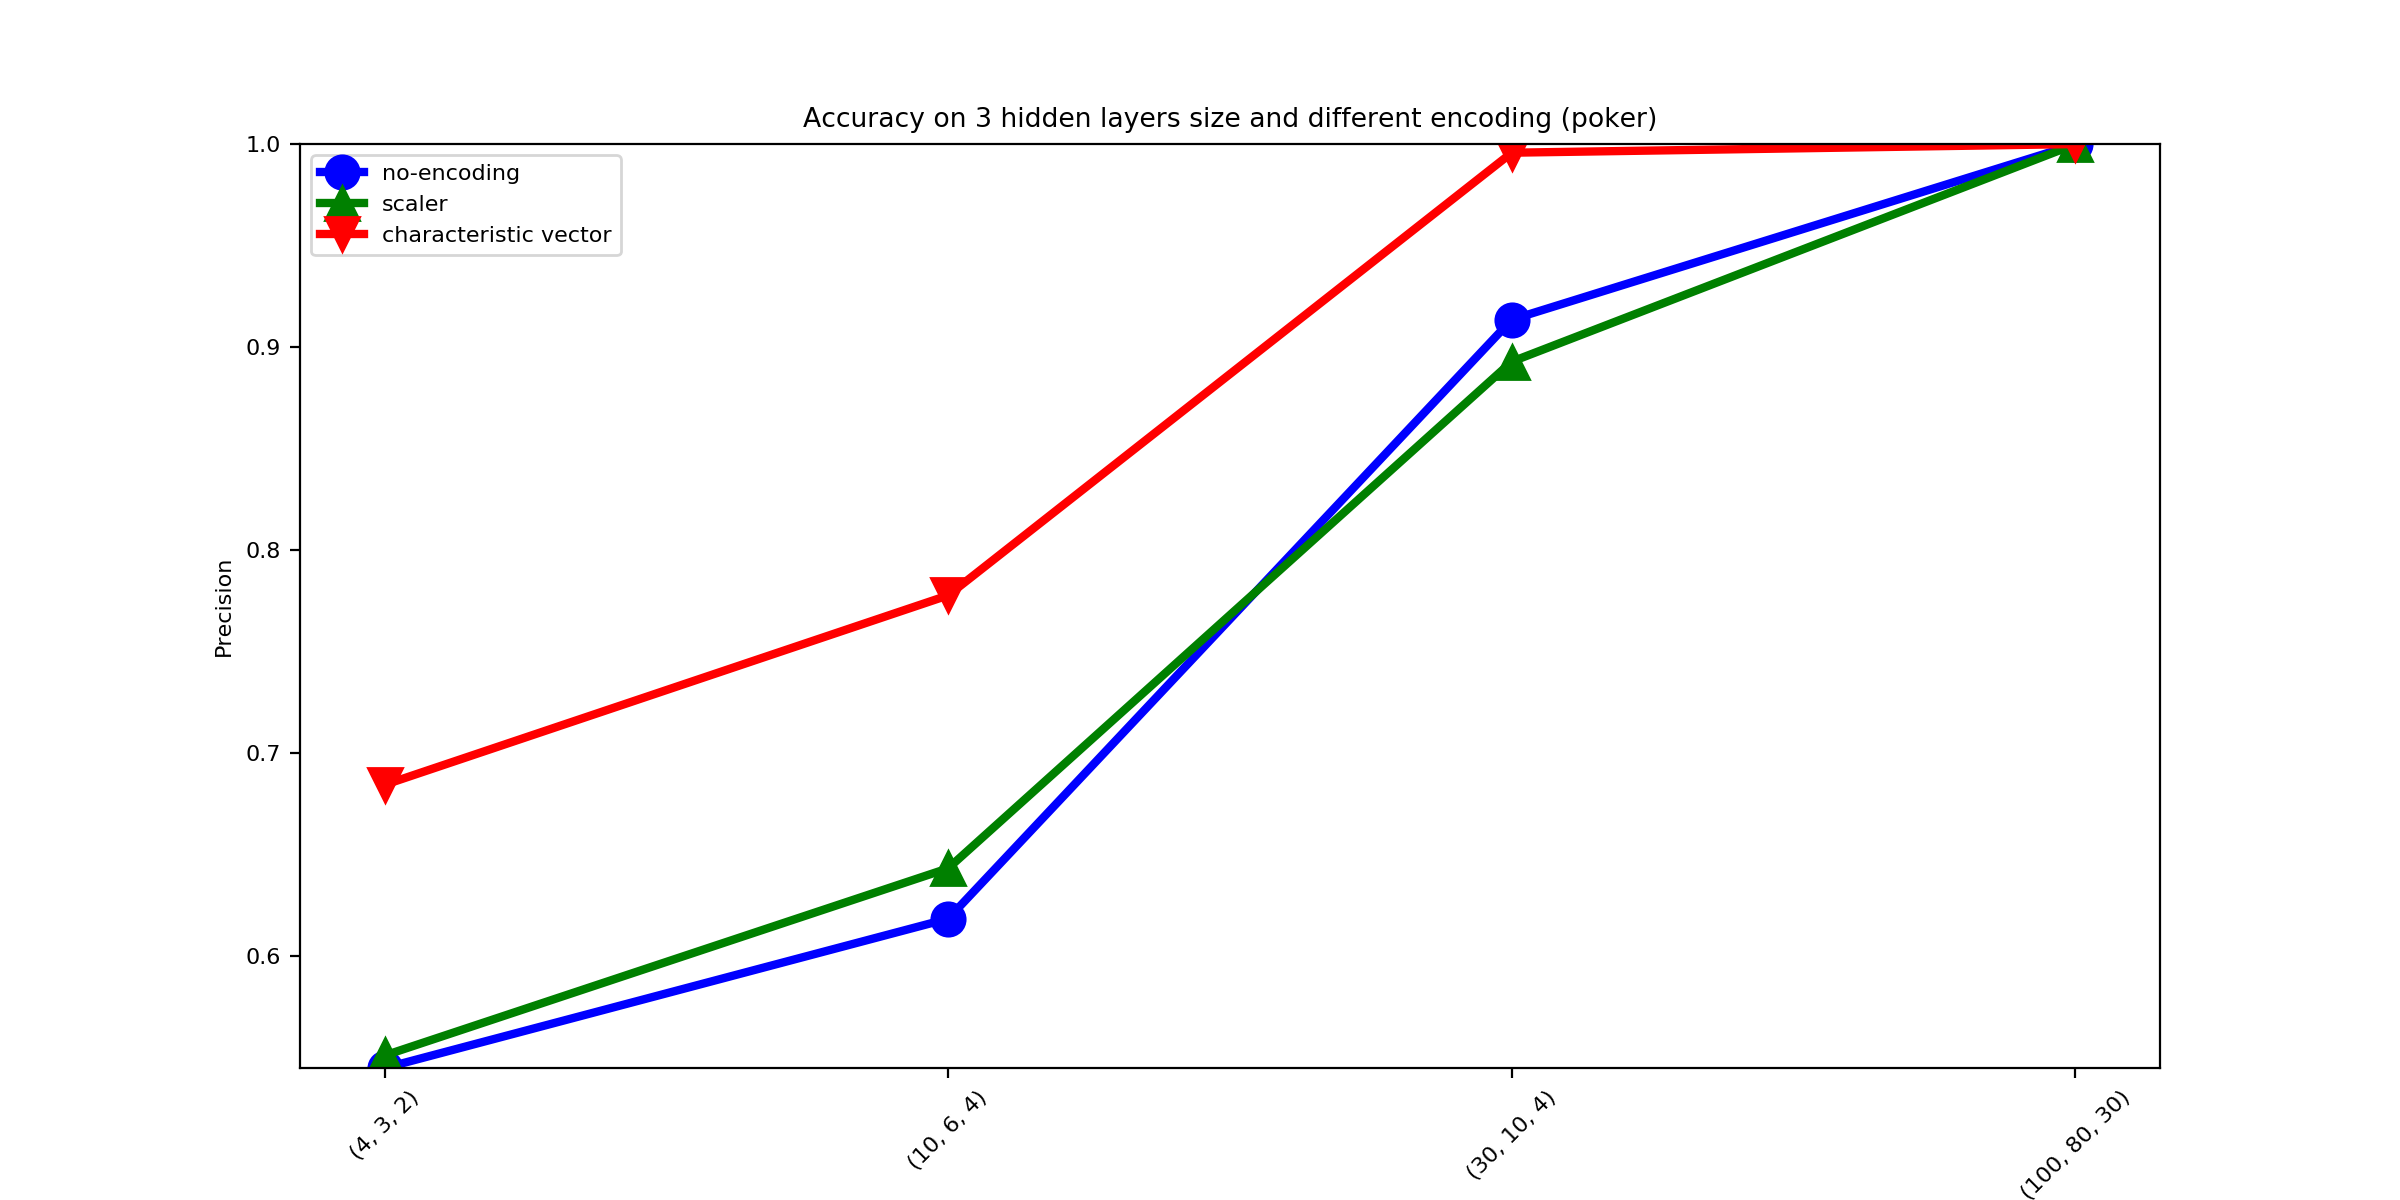 Accuracy on 3 hidden layers size and different encoding (poker)
1.0
0.9
0.8
0.7
0.6
Precision
no-encoding
scaler
characteristic vector
(4, 3, 2)
(10, 6, 4)
(30, 10, 4)
(100, 80, 30)